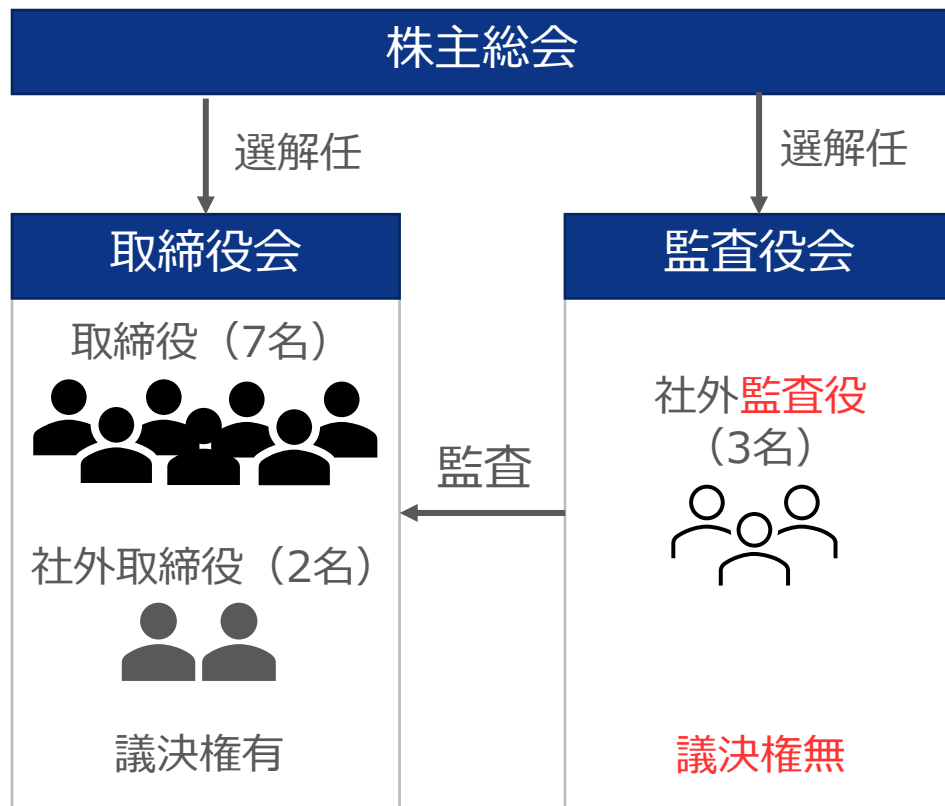 株主総会
選解任
選解任
取締役会
監査役会
取締役（7名）
社外監査役
（3名）
監査
社外取締役（2名）
議決権有
議決権無